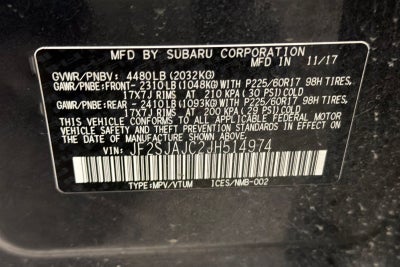 MFD BY SUBARU CORPORATION 11/17
GVWR/PNBV: 4480LB (2032KG)
GAWR/PNBE:FRONT- 2310LB (1048KG) WITH P225/60R17 98H TIRES,
17X7J RIMS, AT 210 KPA (30 PSI) COLD
GAWR/PNBE:REAR - 2410LB (1093KG) WITH P225/60R17 98H TIRES,
17X7J RIMS, AT 200 KPA (29 PSI) COLD
THIS VEHICLE CONFORMS TO ALL APPLICABLE FEDERAL MOTOR
VEHICLE SAFETY, BUMPER, AND THEFT PREVENTION STANDARDS
IN EFFECT ON THE DATE OF MANUFACTURE SHOWN ABOVE.
VIN: JF2SJAJC2JH514974
TYPE:MPV/VTUM ICES/NMB-002